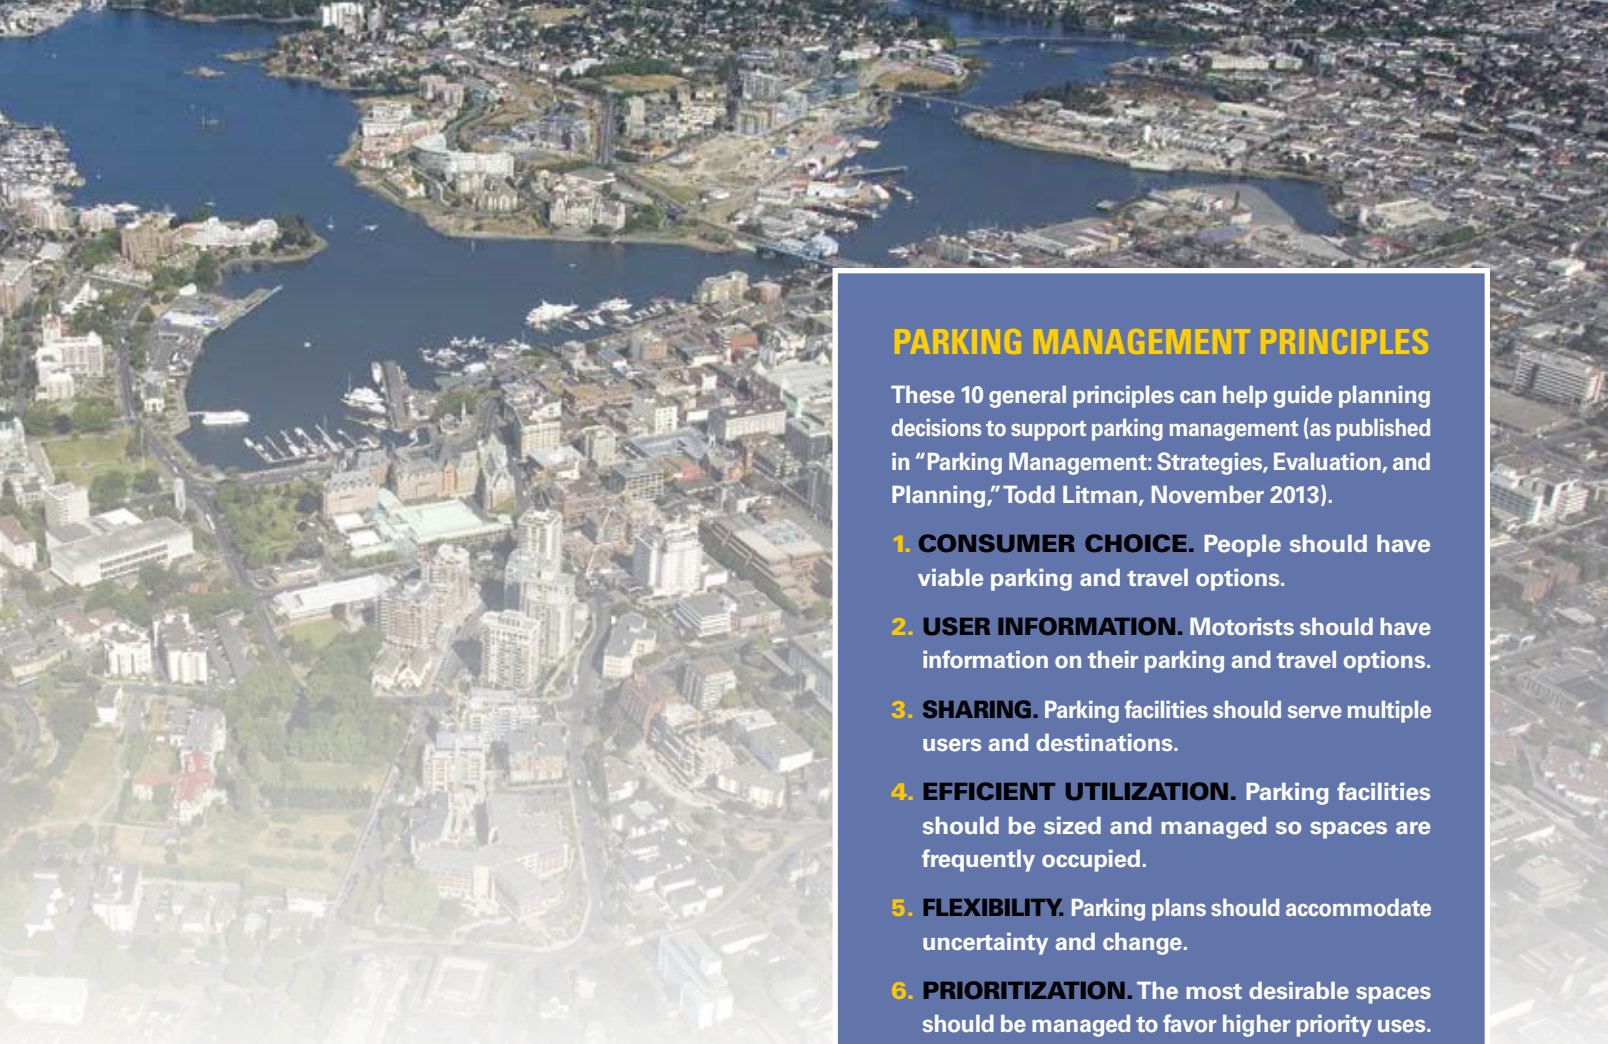 PARKING MANAGEMENT PRINCIPLES
These 10 general principles can help guide planning
decisions to support parking management (as published
in “Parking Management: Strategies, Evaluation, and
Planning,” Todd Litman, November 2013).
1. CONSUMER CHOICE. People should have
viable parking and travel options.
2. USER INFORMATION. Motorists should have
information on their parking and travel options.
3. SHARING. Parking facilities should serve multiple
users and destinations.
4. EFFICIENT UTILIZATION. Parking facilities
should be sized and managed so spaces are
frequently occupied.
5. FLEXIBILITY. Parking plans should accommodate
uncertainty and change.
6. PRIORITIZATION. The most desirable spaces
should be managed to favor higher priority uses.